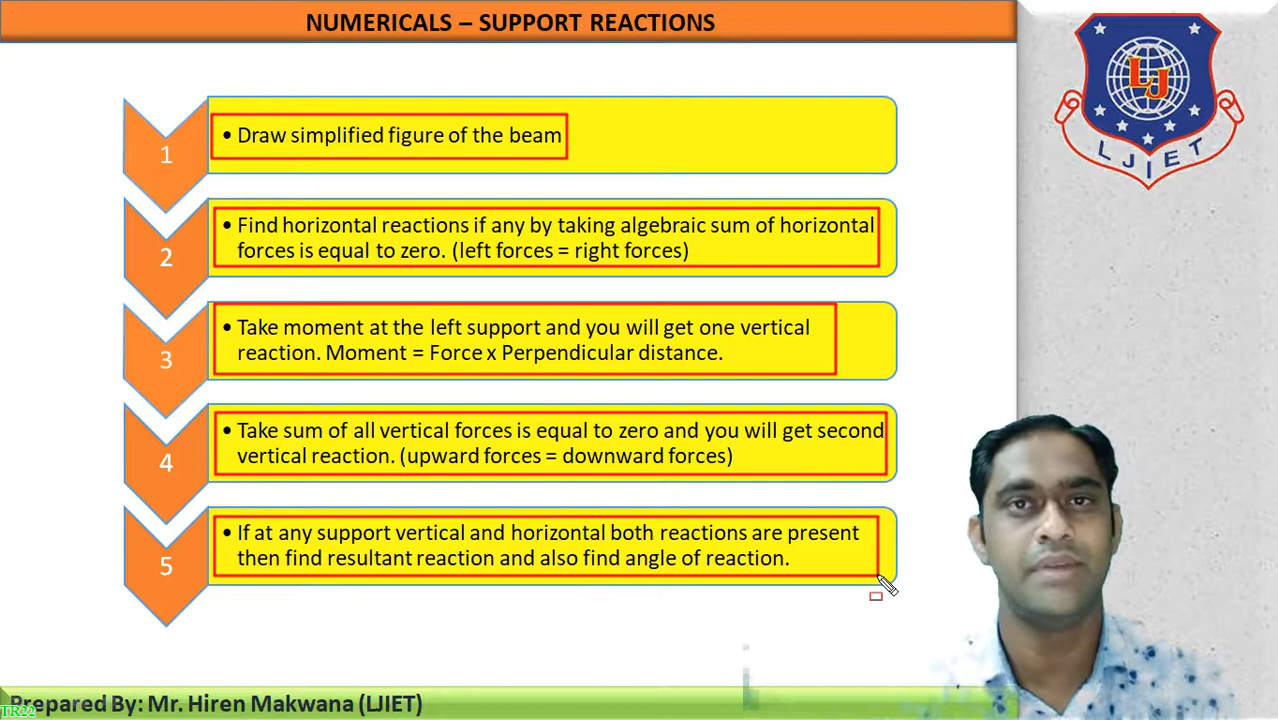 NUMERICALS – SUPPORT REACTIONS
LJ
LJIET
1
• Draw simplified figure of the beam
2
• Find horizontal reactions if any by taking algebraic sum of horizontal
forces is equal to zero. (left forces = right forces)
3
• Take moment at the left support and you will get one vertical
reaction. Moment = Force x Perpendicular distance.
4
• Take sum of all vertical forces is equal to zero and you will get second
vertical reaction. (upward forces = downward forces)
5
• If at any support vertical and horizontal both reactions are present
then find resultant reaction and also find angle of reaction.
Prepared By: Mr. Hiren Makwana (LJIET)
TR22